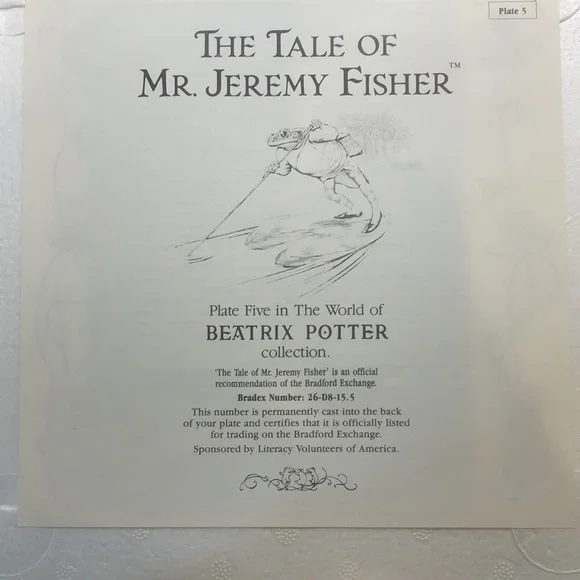 Plate 5
THE TALE OF
MR. JEREMY FISHER™
Plate Five in The World of
BEATRIX POTTER
collection.
'The Tale of Mr. Jeremy Fisher' is an official
recommendation of the Bradford Exchange.
Bradex Number: 26-D8-15.5
This number is permanently cast into the back
of your plate and certifies that it is officially listed
for trading on the Bradford Exchange.
Sponsored by Literacy Volunteers of America.